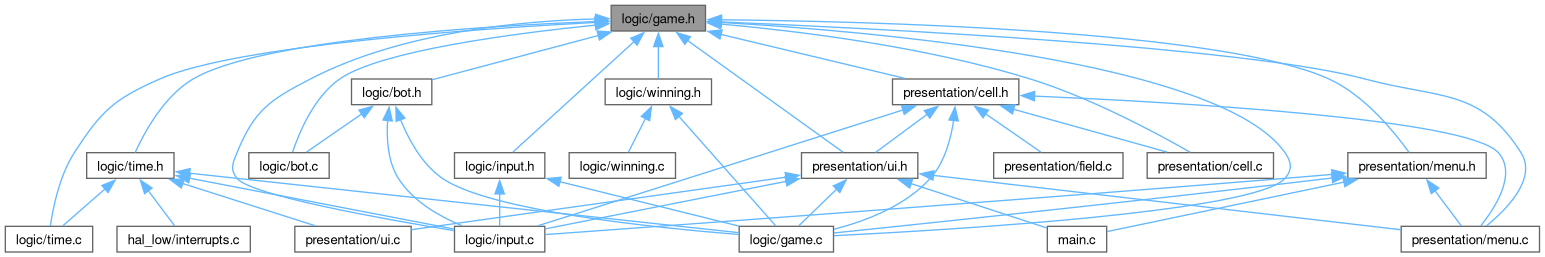 logic/game.h
logic/bot.h
logic/winning.h
presentation/cell.h
logic/time.h
logic/bot.c
logic/input.h
logic/winning.c
presentation/ui.h
presentation/field.c
presentation/cell.c
presentation/menu.h
logic/time.c
hal_low/interrupts.c
presentation/ui.c
logic/input.c
logic/game.c
main.c
presentation/menu.c